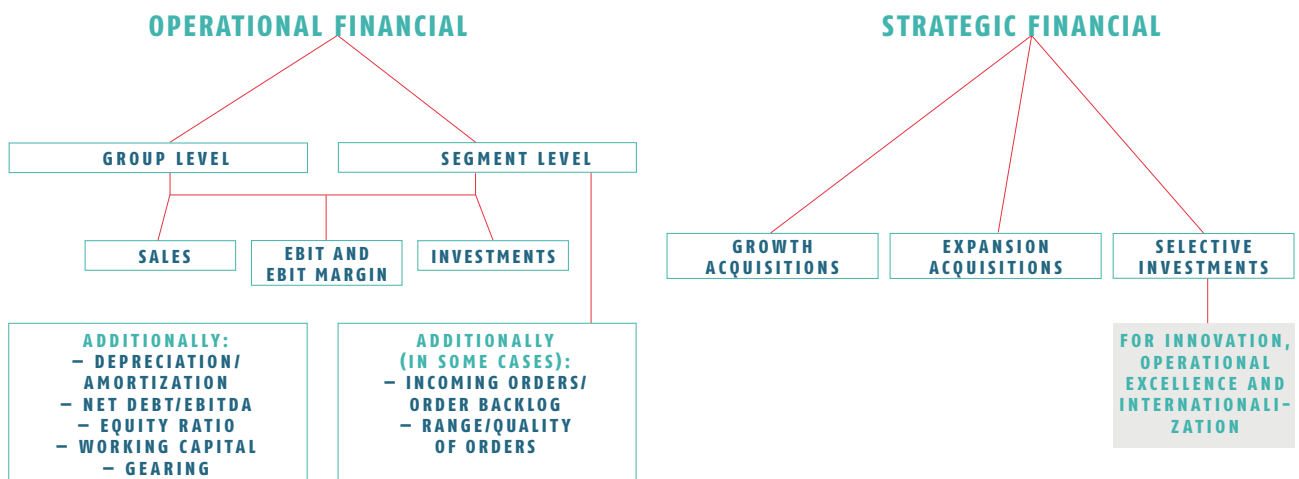 OPERATIONAL FINANCIAL
GROUP LEVEL
SEGMENT LEVEL
SALES
EBIT AND
EBIT MARGIN
INVESTMENTS
ADDITIONALLY:
– DEPRECIATION/
AMORTIZATION
– NET DEBT/EBITDA
– EQUITY RATIO
– WORKING CAPITAL
– GEARING
ADDITIONALLY
(IN SOME CASES):
– INCOMING ORDERS/
ORDER BACKLOG
– RANGE/QUALITY
OF ORDERS
STRATEGIC FINANCIAL
GROWTH
ACQUISITIONS
EXPANSION
ACQUISITIONS
SELECTIVE
INVESTMENTS
FOR INNOVATION,
OPERATIONAL
EXCELLENCE AND
INTERNATIONALI-
ZATION